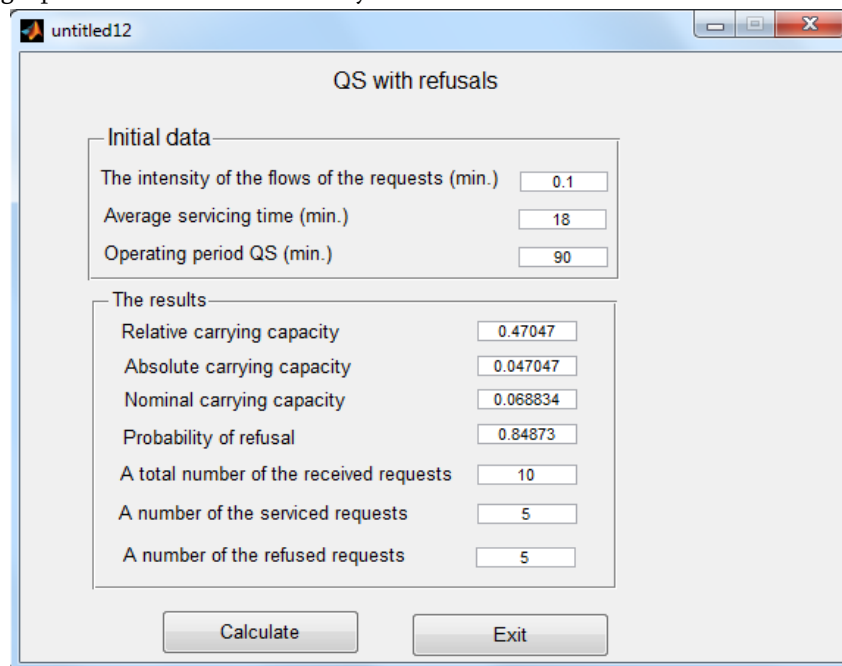 untitled12
QS with refusals
Initial data
The intensity of the flows of the requests (min.) 0.1
Average servicing time (min.) 18
Operating period QS (min.) 90
The results
Relative carrying capacity 0.47047
Absolute carrying capacity 0.047047
Nominal carrying capacity 0.068834
Probability of refusal 0.84873
A total number of the received requests 10
A number of the serviced requests 5
A number of the refused requests 5
Calculate Exit